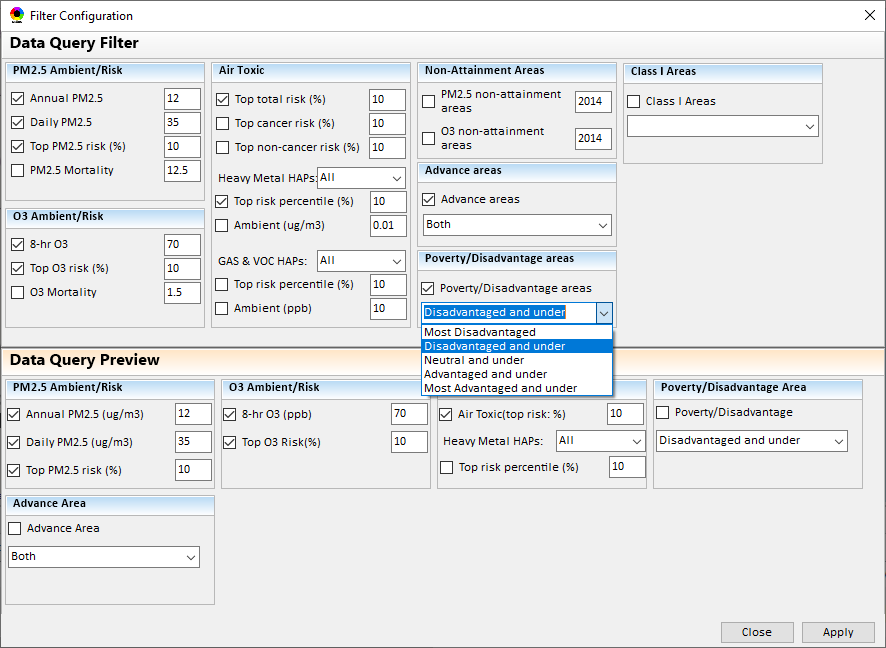 Filter Configuration
Data Query Filter
PM2.5 Ambient/Risk
Annual PM2.5 12
Daily PM2.5 35
Top PM2.5 risk (%) 10
PM2.5 Mortality 12.5
O3 Ambient/Risk
8-hr O3 70
Top O3 risk (%) 10
O3 Mortality 1.5
Air Toxic
Top total risk (%) 10
Top cancer risk (%) 10
Top non-cancer risk (%) 10
Heavy Metal HAPs: All
Top risk percentile (%) 10
Ambient (ug/m3) 0.01
GAS & VOC HAPs: All
Top risk percentile (%) 10
Ambient (ppb) 10
Non-Attainment Areas
PM2.5 non-attainment
areas 2014
O3 non-attainment
areas 2014
Advance areas
Advance areas
Both
Poverty/Disadvantage areas
Poverty/Disadvantage areas
Disadvantaged and under
Most Disadvantaged
Disadvantaged and under
Neutral and under
Advantaged and under
Most Advantaged and under
Class I Areas
Class I Areas
Data Query Preview
PM2.5 Ambient/Risk
Annual PM2.5 (ug/m3) 12
Daily PM2.5 (ug/m3) 35
Top PM2.5 risk (%) 10
O3 Ambient/Risk
8-hr O3 (ppb) 70
Top O3 Risk(%) 10
Air Toxic(top risk: %) 10
Heavy Metal HAPs: All
Top risk percentile (%) 10
Poverty/Disadvantage Area
Poverty/Disadvantage
Disadvantaged and under
Advance Area
Advance Area
Both
Close
Apply